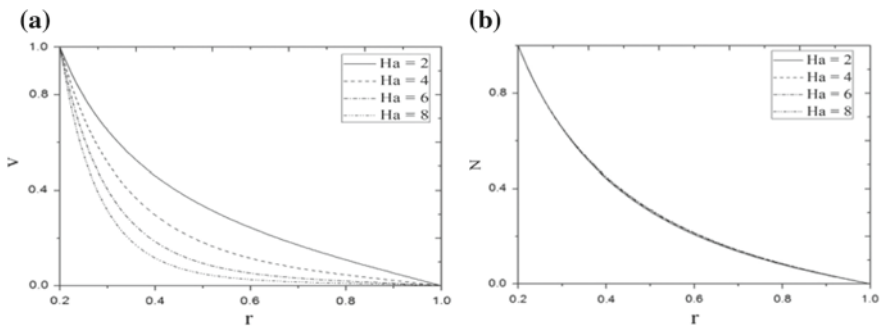 (a)
1.0
0.8
0.4
0.0
V
0.2
0.4
0.6
0.8
1.0
r
Ha = 2
Ha = 4
Ha = 6
Ha = 8
(b)
0.8
0.4
0.0
N
0.2
0.4
0.6
0.8
1.0
r
Ha = 2
Ha = 4
Ha = 6
Ha = 8